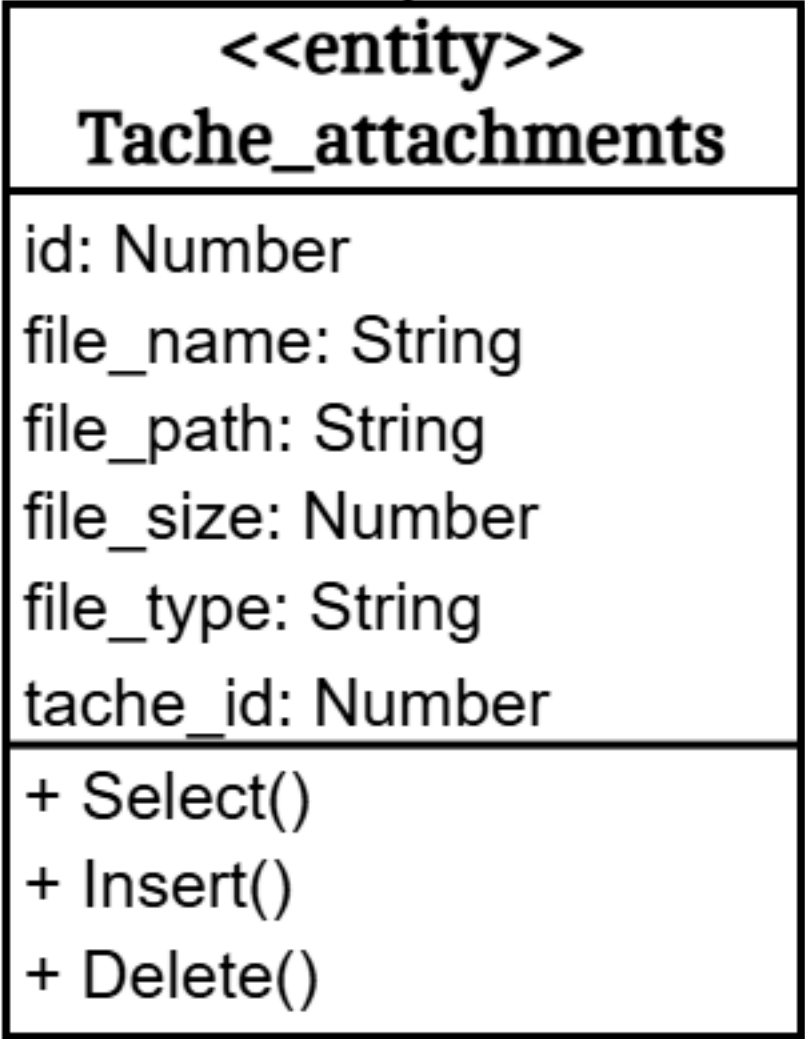 <<entity>>
Tache_attachments
id: Number
file_name: String
file_path: String
file_size: Number
file_type: String
tache_id: Number
+ Select()
+ Insert()
+ Delete()